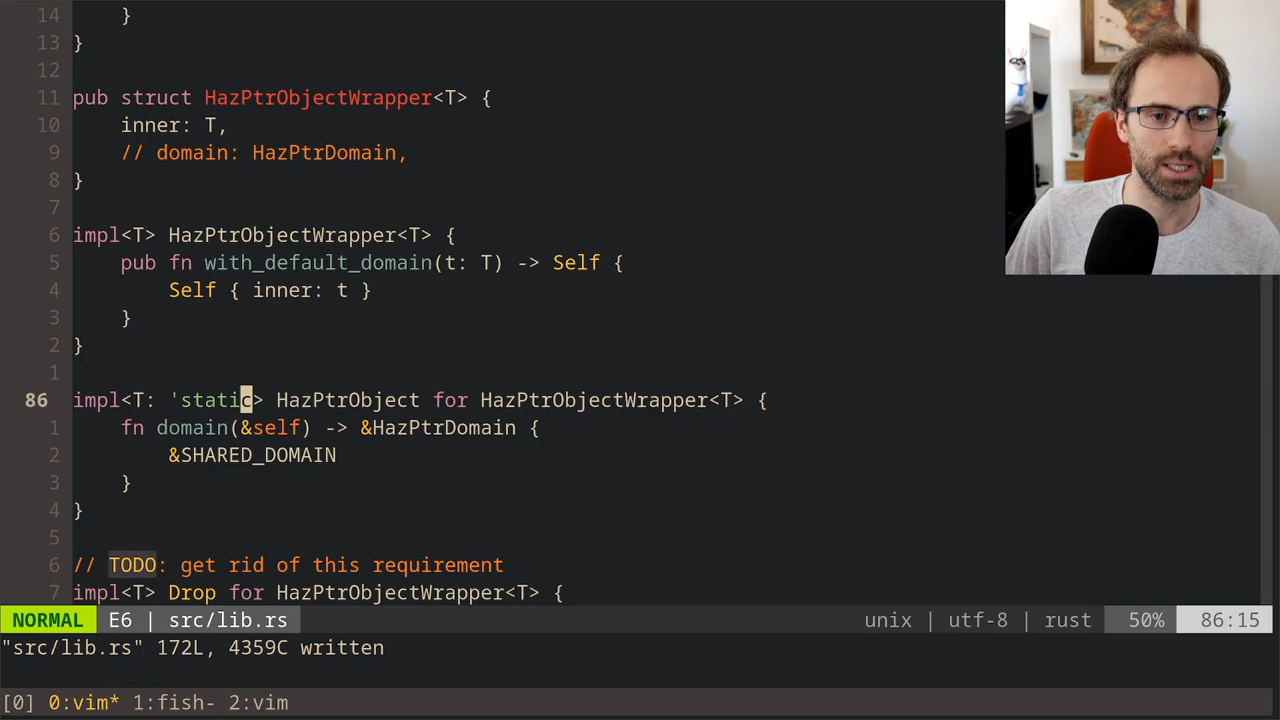 14     }
13 }
12
11 pub struct HazPtrObjectWrapper<T> {
10     inner: T,
9     // domain: HazPtrDomain,
8 }
7
6 impl<T> HazPtrObjectWrapper<T> {
5     pub fn with_default_domain(t: T) -> Self {
4         Self { inner: t }
3     }
2 }
1
86 impl<T: 'static> HazPtrObject for HazPtrObjectWrapper<T> {
1     fn domain(&self) -> &HazPtrDomain {
2         &SHARED_DOMAIN
3     }
4 }
5
6 // TODO: get rid of this requirement
7 impl<T> Drop for HazPtrObjectWrapper<T> {
NORMAL E6 | src/lib.rs unix | utf-8 | rust 50% 86:15
"src/lib.rs" 172L, 4359C written
[0] 0:vim* 1:fish- 2:vim